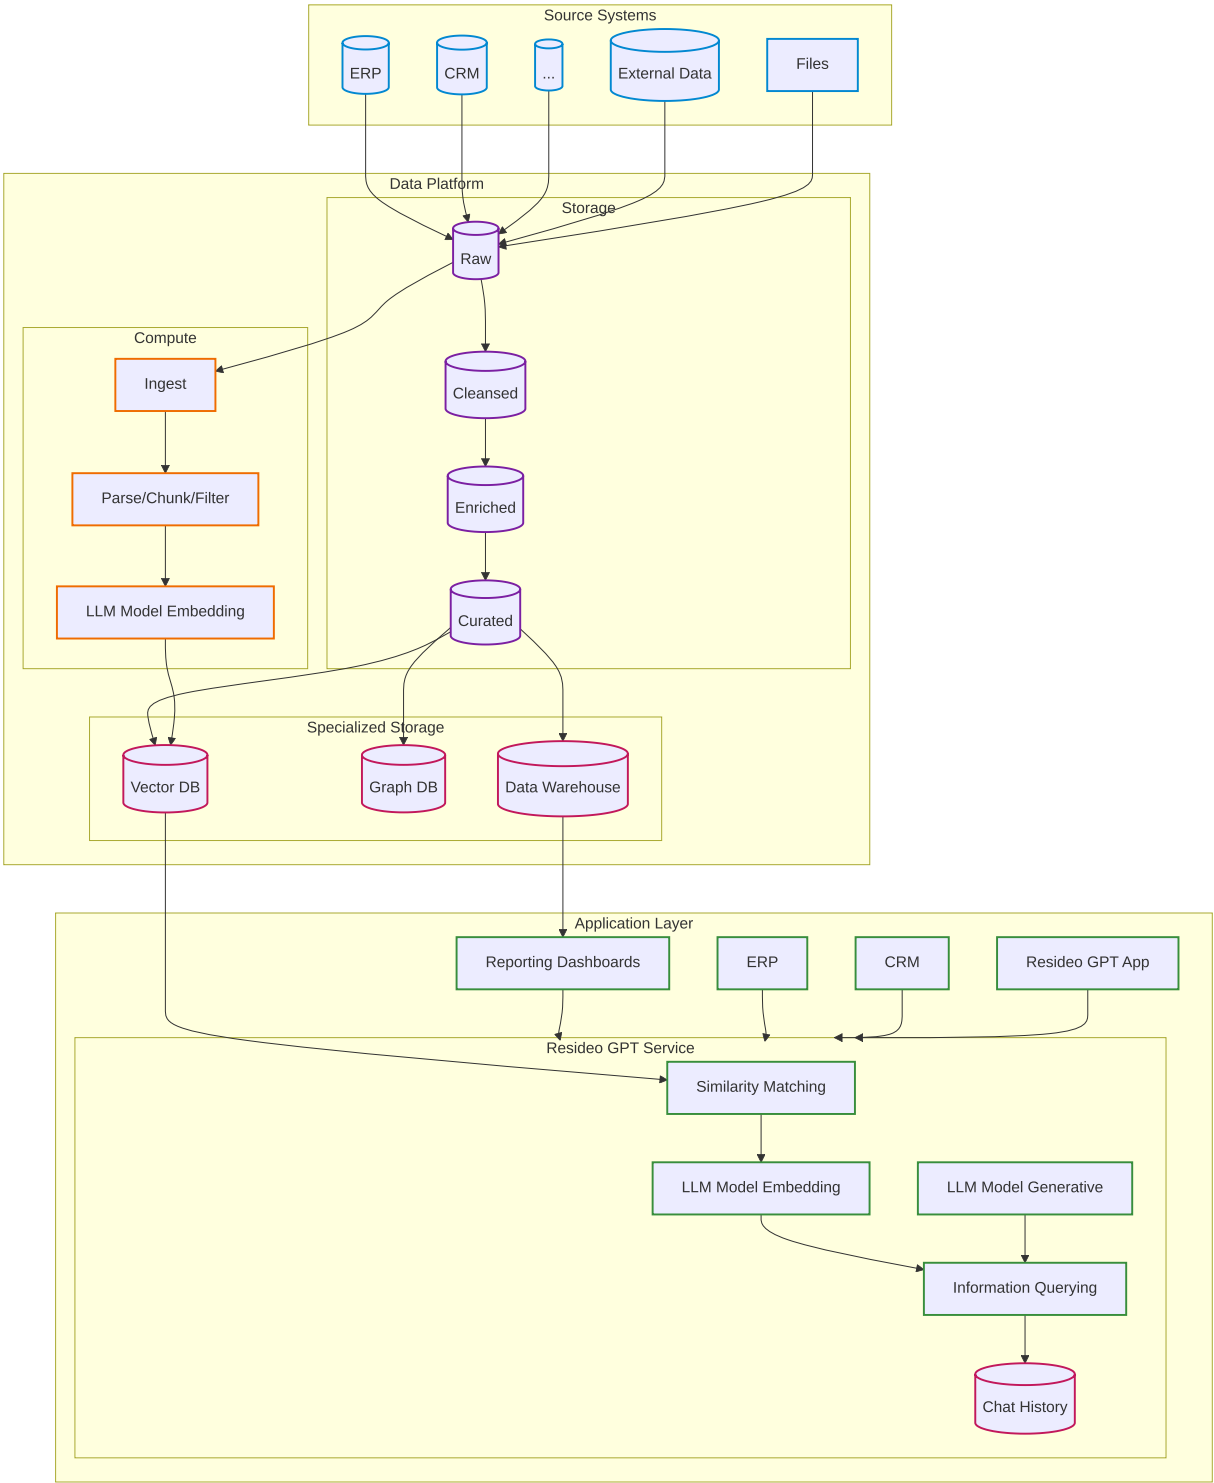 Source Systems
ERP
CRM
...
External Data
Files
Data Platform
Storage
Raw
Compute
Ingest
Cleansed
Parse/Chunk/Filter
Enriched
LLM Model Embedding
Curated
Specialized Storage
Vector DB
Graph DB
Data Warehouse
Application Layer
Reporting Dashboards
ERP
CRM
Resideo GPT App
Resideo GPT Service
Similarity Matching
LLM Model Embedding
LLM Model Generative
Information Querying
Chat History